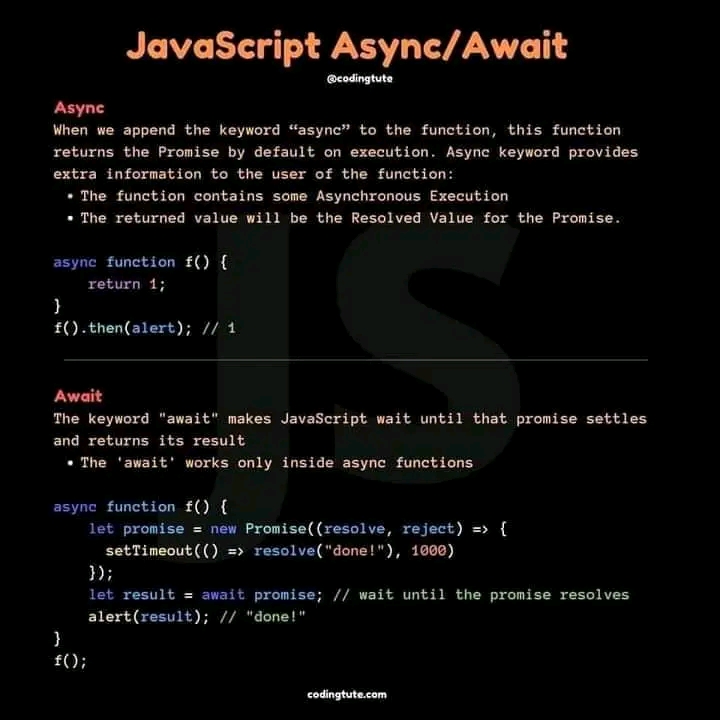 JavaScript Async/Await
@codingtute
Async
When we append the keyword “async” to the function, this function
returns the Promise by default on execution. Async keyword provides
extra information to the user of the function:
• The function contains some Asynchronous Execution
• The returned value will be the Resolved Value for the Promise.
async function f() {
    return 1;
}
f().then(alert); // 1
Await
The keyword "await" makes JavaScript wait until that promise settles
and returns its result
• The 'await' works only inside async functions
async function f() {
    let promise = new Promise((resolve, reject) => {
      setTimeout(() => resolve("done!"), 1000)
    });
    let result = await promise; // wait until the promise resolves
    alert(result); // "done!"
}
f();
JS
codingtute.com